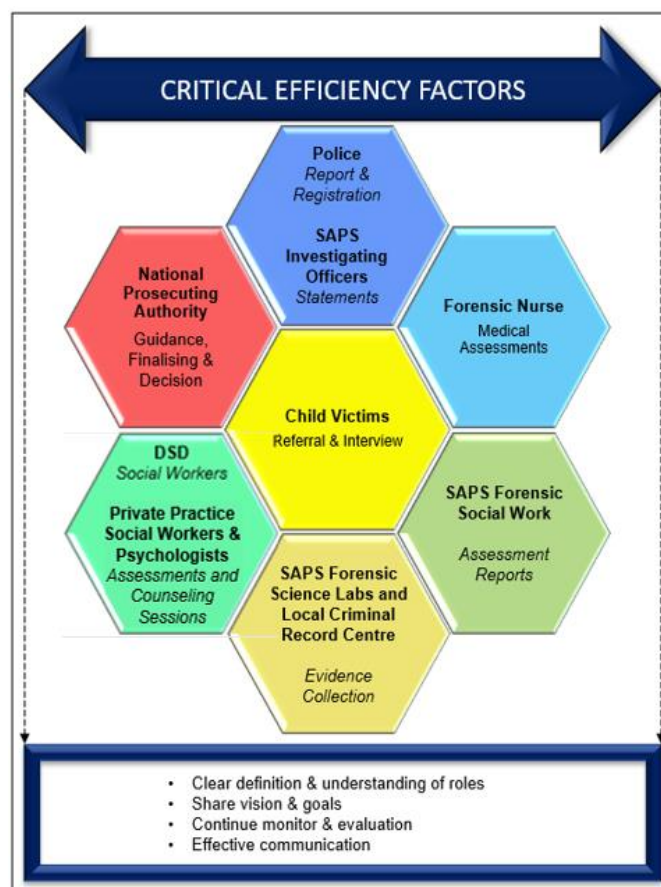 CRITICAL EFFICIENCY FACTORS
Police
Report &
Registration
SAPS
Investigating
Officers
Statements
National
Prosecuting
Authority
Guidance,
Finalising &
Decision
Forensic Nurse
Medical
Assessments
Child Victims
Referral & Interview
DSD
Social Workers
Private Practice
Social Workers &
Psychologists
Assessments and
Counseling
Sessions
SAPS Forensic
Social Work
Assessment
Reports
SAPS Forensic
Science Labs and
Local Criminal
Record Centre
Evidence
Collection
• Clear definition & understanding of roles
• Share vision & goals
• Continue monitor & evaluation
• Effective communication